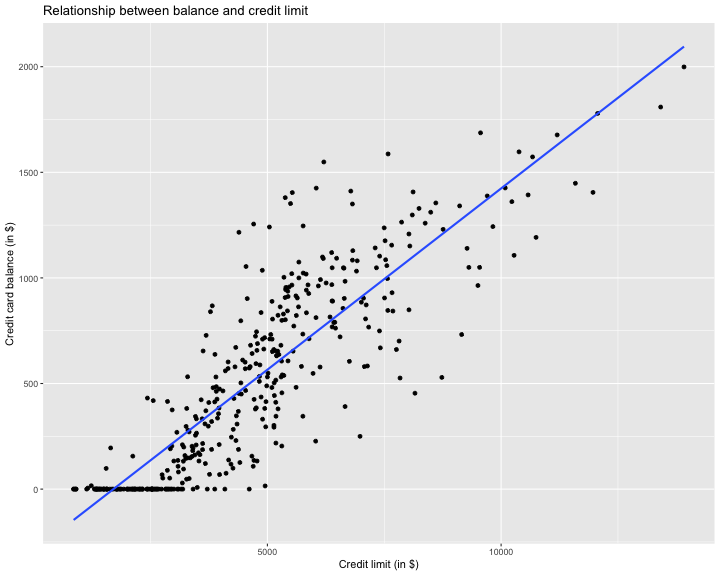 Relationship between balance and credit limit
2000
1500
1000
500
0
Credit card balance (in $)
5000 10000
Credit limit (in $)